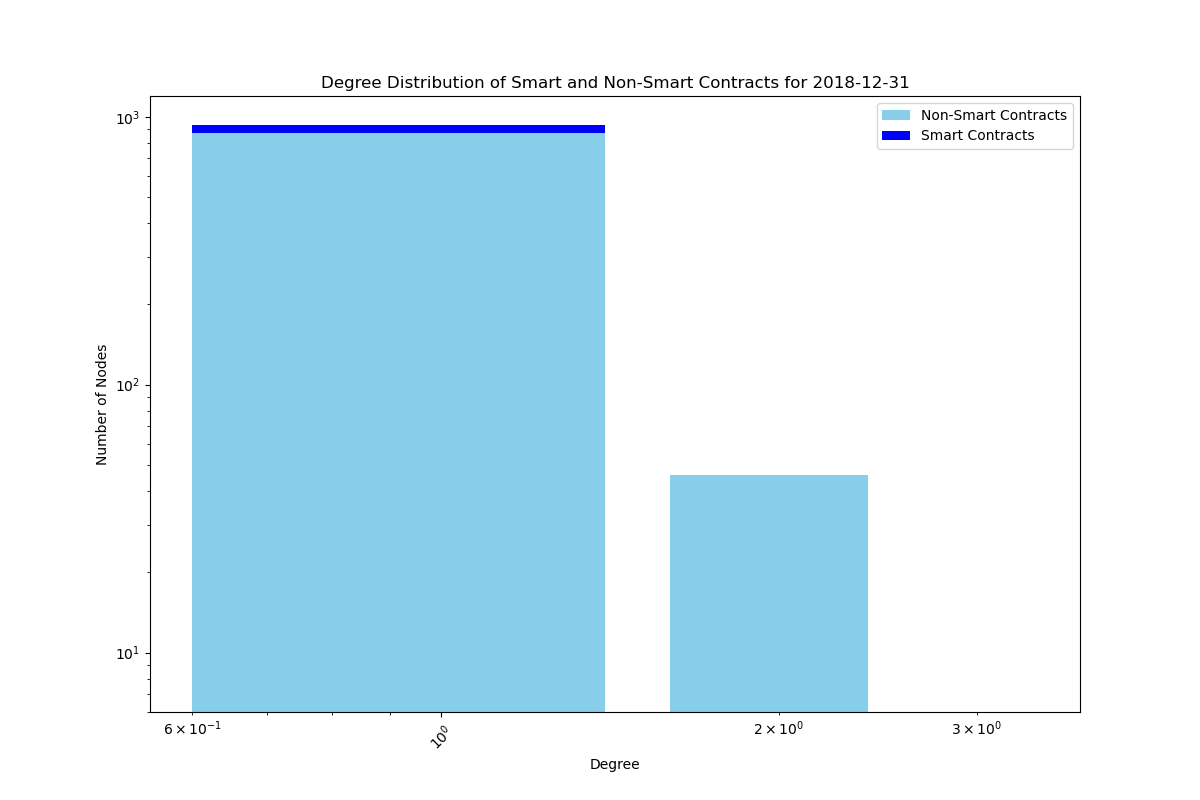 Degree Distribution of Smart and Non-Smart Contracts for 2018-12-31
Non-Smart Contracts
Smart Contracts
Number of Nodes
10³
10²
10¹
6 × 10⁻¹
10⁰
2 × 10⁰
3 × 10⁰
Degree